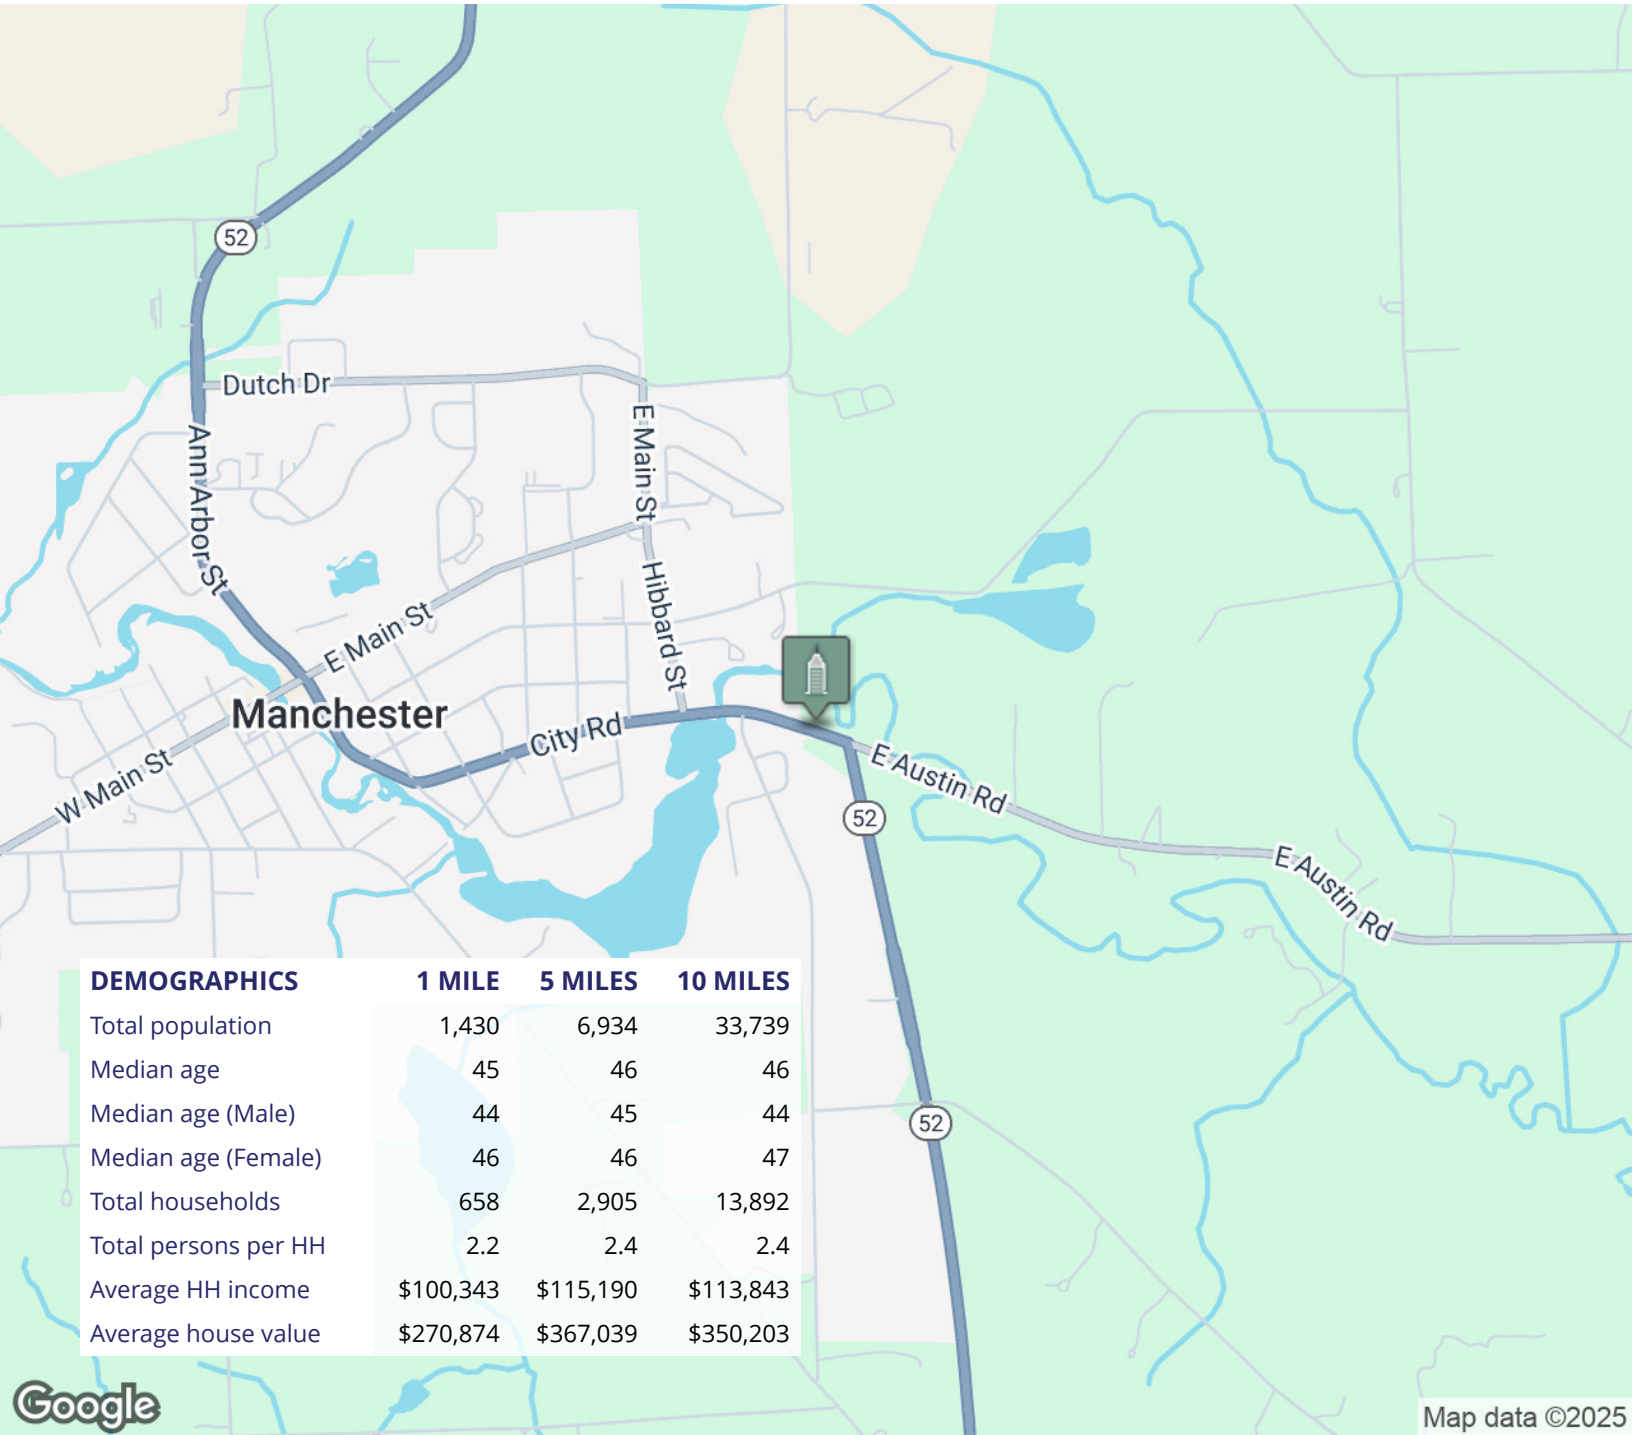 52
Dutch Dr
E Main St
Ann Arbor St
Hibbard St
E Main St
Manchester
City Rd
W Main St
E Austin Rd
52
E Austin Rd
DEMOGRAPHICS 1 MILE 5 MILES 10 MILES
Total population 1,430 6,934 33,739
Median age 45 46 46
Median age (Male) 44 45 44
Median age (Female) 46 46 47
Total households 658 2,905 13,892
Total persons per HH 2.2 2.4 2.4
Average HH income $100,343 $115,190 $113,843
Average house value $270,874 $367,039 $350,203
52
Google
Map data ©2025